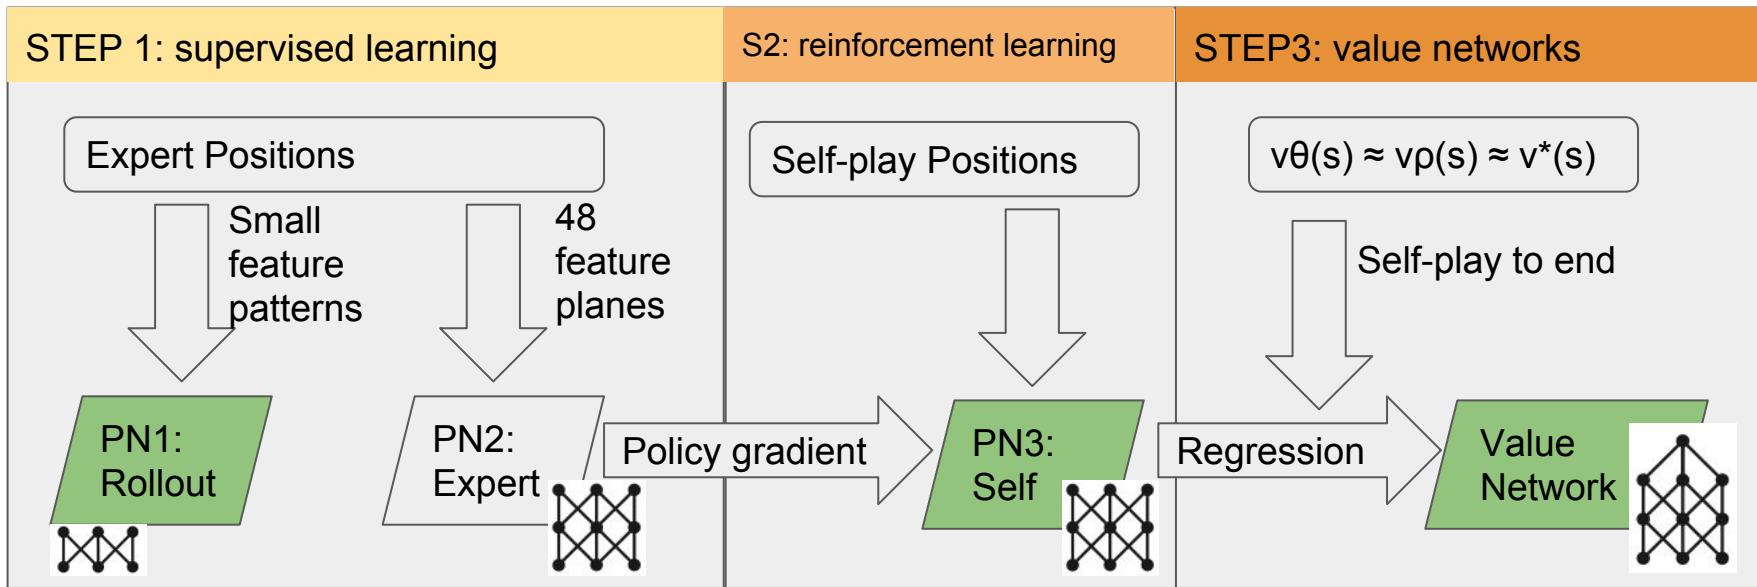 STEP 1: supervised learning
S2: reinforcement learning
STEP3: value networks
Expert Positions
Small
feature
patterns
48
feature
planes
PN1:
Rollout
PN2:
Expert
Policy gradient
Self-play Positions
PN3:
Self
vθ(s) ≈ vρ(s) ≈ v*(s)
Self-play to end
Regression
Value
Network